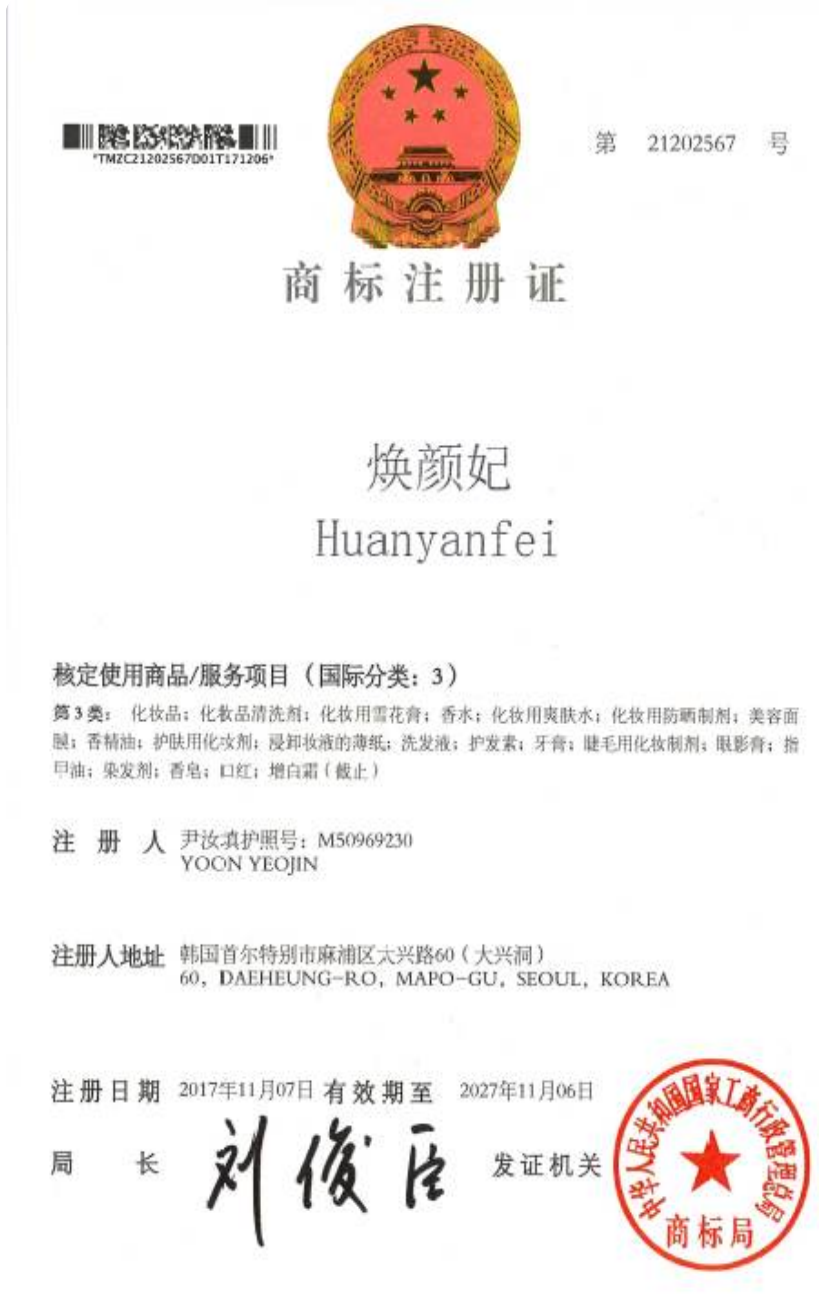 *TMZC21202567D01T171206*
第 21202567 号
商标注册证
焕颜妃
Huanyanfei
核定使用商品/服务项目（国际分类：3）
第3类： 化妆品；化妆品清洗剂；化妆用雪花膏；香水；化妆用爽肤水；化妆用防晒制剂；美容面
膜；香精油；护肤用化妆剂；浸卸妆液的薄纸；洗发液；护发素；牙膏；睫毛用化妆制剂；眼影膏；指
甲油；染发剂；香皂；口红；增白霜（截止）
注册人 尹汝填护照号：M50969230
YOON YEOJIN
注册人地址 韩国首尔特别市麻浦区大兴路60（大兴洞）
60, DAEHEUNG-RO, MAPO-GU, SEOUL, KOREA
注册日期 2017年11月07日 有效期至 2027年11月06日
局长 刘俊臣 发证机关
中华人民共和国国家工商行政管理总局
商标局